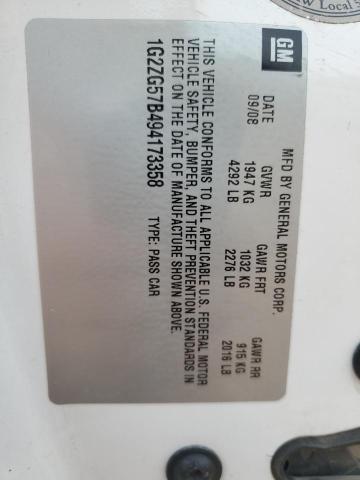 GM
MFD BY GENERAL MOTORS CORP.
DATE GVWR GAWR FRT GAWR RR
09/08 1947 KG 1032 KG 915 KG
4292 LB 2276 LB 2016 LB
THIS VEHICLE CONFORMS TO ALL APPLICABLE U.S. FEDERAL MOTOR
VEHICLE SAFETY, BUMPER, AND THEFT PREVENTION STANDARDS IN
EFFECT ON THE DATE OF MANUFACTURE SHOWN ABOVE.
1G2ZG57B494173358 TYPE: PASS CAR
W Local